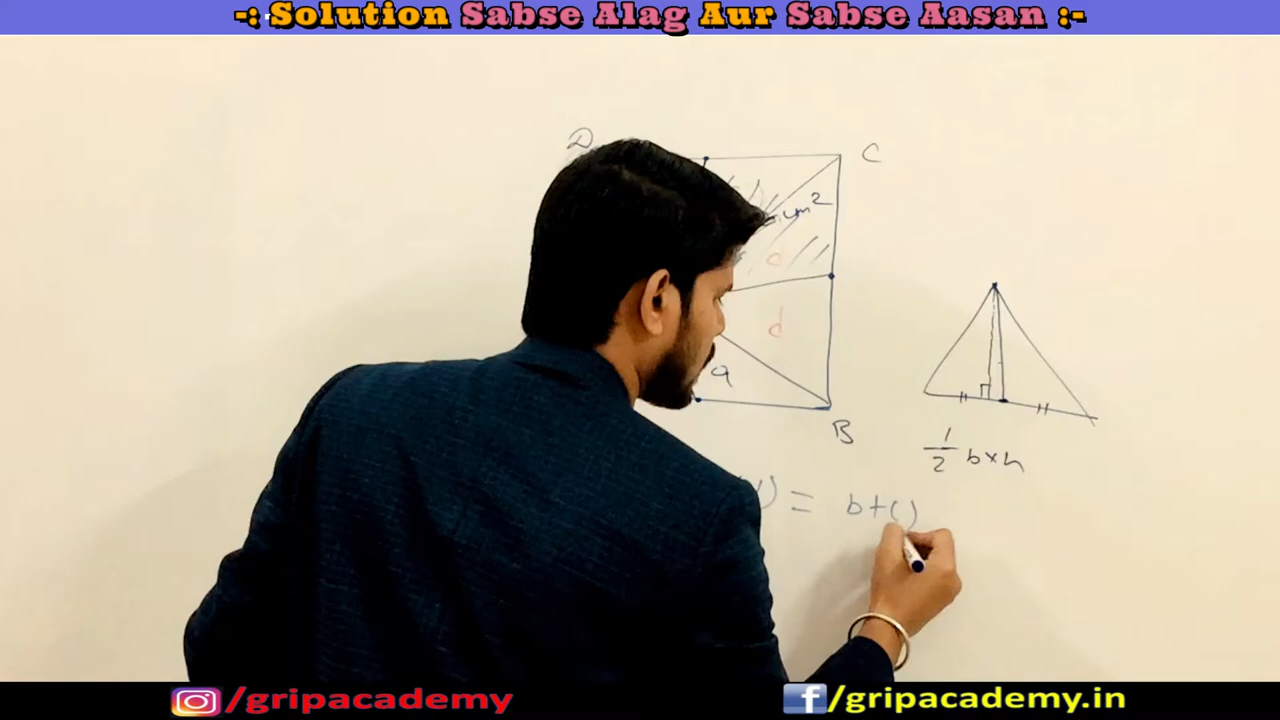 -: Solution Sabse Alag Aur Sabse Aasan :-
D
C
cm²
c
d
a
B
1/2 b×h
= b+c
/gripacademy
/gripacademy.in